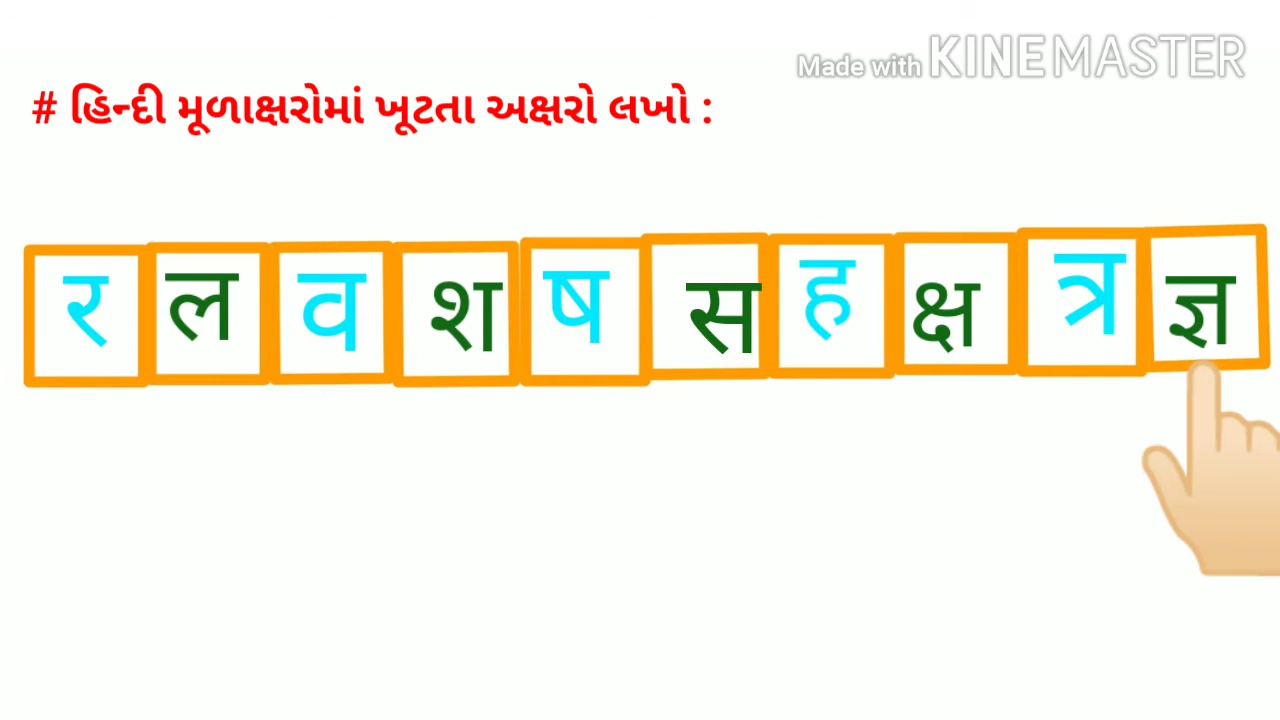 Made with KINEMASTER
# હિન્દી મૂળાક્ષરોમાં ખૂટતા અક્ષરો લખો :
र ल व श ष स ह क्ष त्र ज्ञ